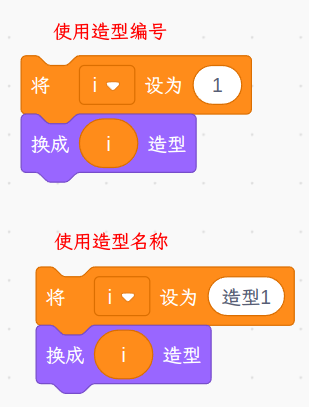 使用造型编号
将 i 设为 1
换成 i 造型
使用造型名称
将 i 设为 造型1
换成 i 造型